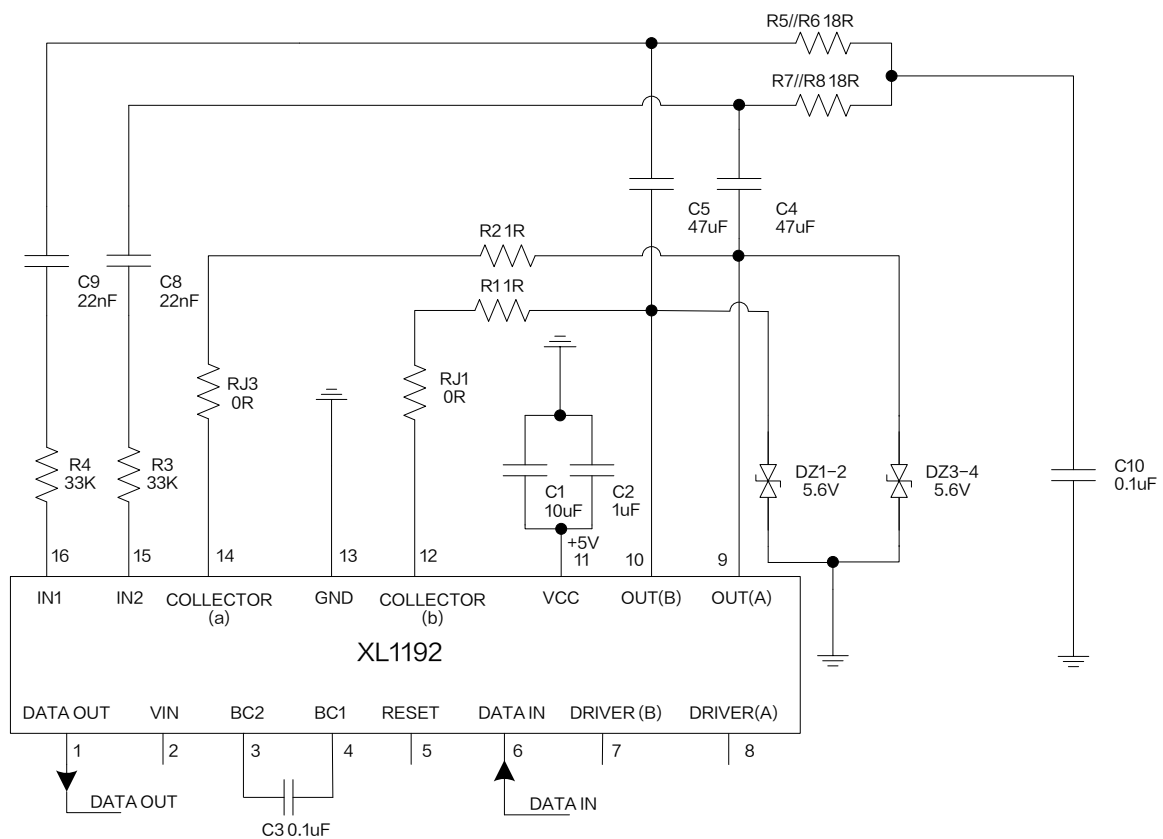 R5//R6 18R
R7//R8 18R
C5
47uF
C4
47uF
R2 1R
C9
22nF
C8
22nF
R1 1R
RJ3
0R
RJ1
0R
R4
33K
R3
33K
C1
10uF
C2
1uF
DZ1-2
5.6V
DZ3-4
5.6V
C10
0.1uF
+5V
16
15
14
13
12
11
10
9
IN1
IN2
COLLECTOR
(a)
GND
COLLECTOR
(b)
VCC
OUT(B)
OUT(A)
XL1192
DATA OUT
VIN
BC2
BC1
RESET
DATA IN
DRIVER (B)
DRIVER(A)
1
2
3
4
5
6
7
8
DATA OUT
C3 0.1uF
DATA IN